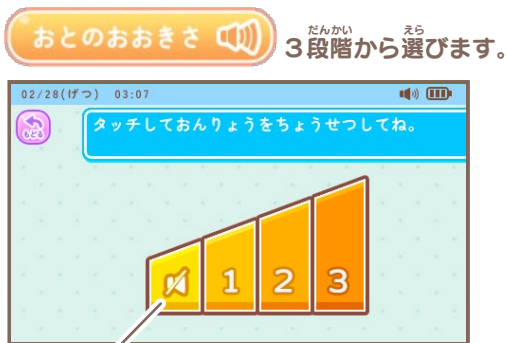 おとのおおきさ
3段階から選びます。
だんかい えら
02/28(げつ) 03:07
もどる
タッチしておんりょうをちょうせつしてね。
1 2 3